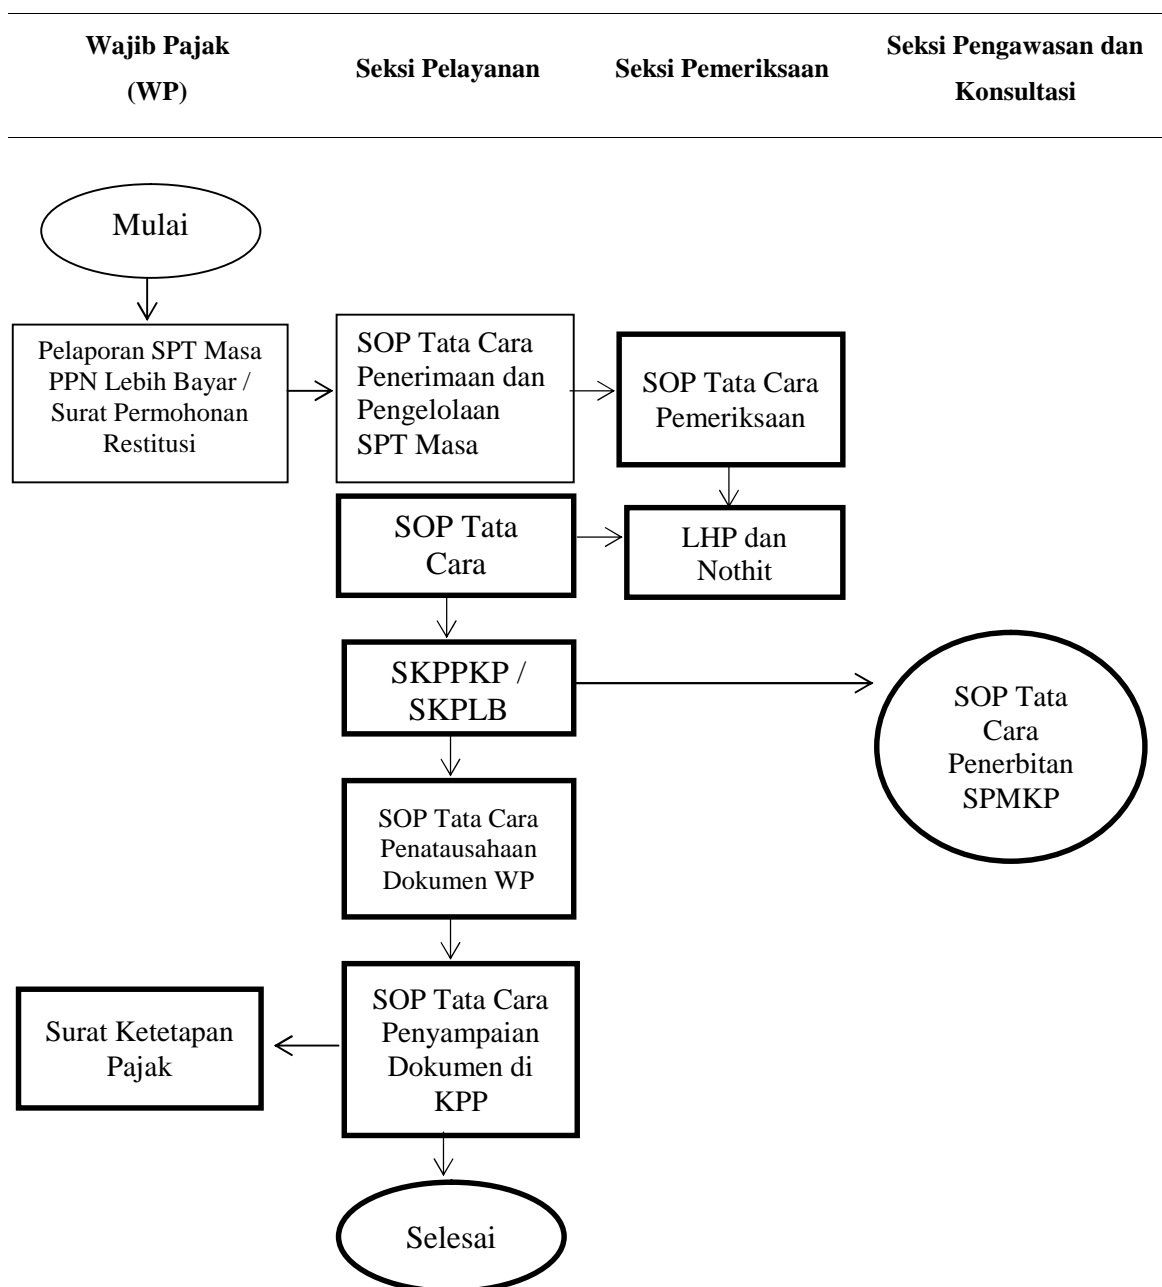 Wajib Pajak
(WP)
Seksi Pelayanan
Seksi Pemeriksaan
Seksi Pengawasan dan
Konsultasi
Mulai
Pelaporan SPT Masa
PPN Lebih Bayar /
Surat Permohonan
Restitusi
SOP Tata Cara
Penerimaan dan
Pengelolaan
SPT Masa
SOP Tata Cara
Pemeriksaan
SOP Tata
Cara
LHP dan
Nothit
SKPPKP /
SKPLB
SOP Tata
Cara
Penerbitan
SPMKP
SOP Tata Cara
Penatausahaan
Dokumen WP
SOP Tata Cara
Penyampaian
Dokumen di
KPP
Surat Ketetapan
Pajak
Selesai